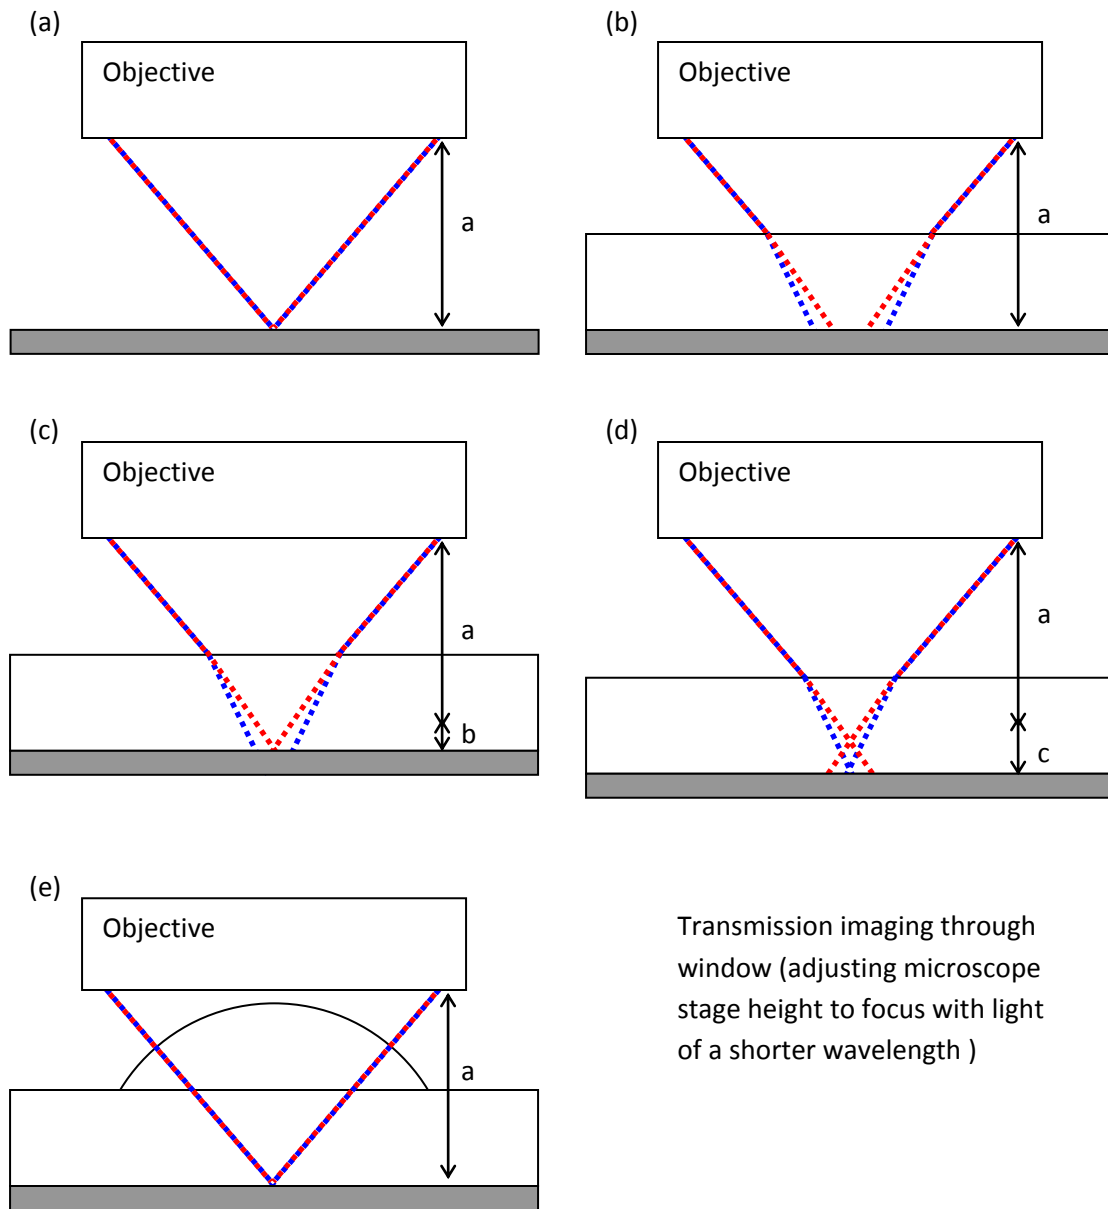 (a)
Objective
a
(b)
Objective
a
(c)
Objective
a
b
(d)
Objective
a
c
(e)
Objective
a
Transmission imaging through
window (adjusting microscope
stage height to focus with light
of a shorter wavelength )